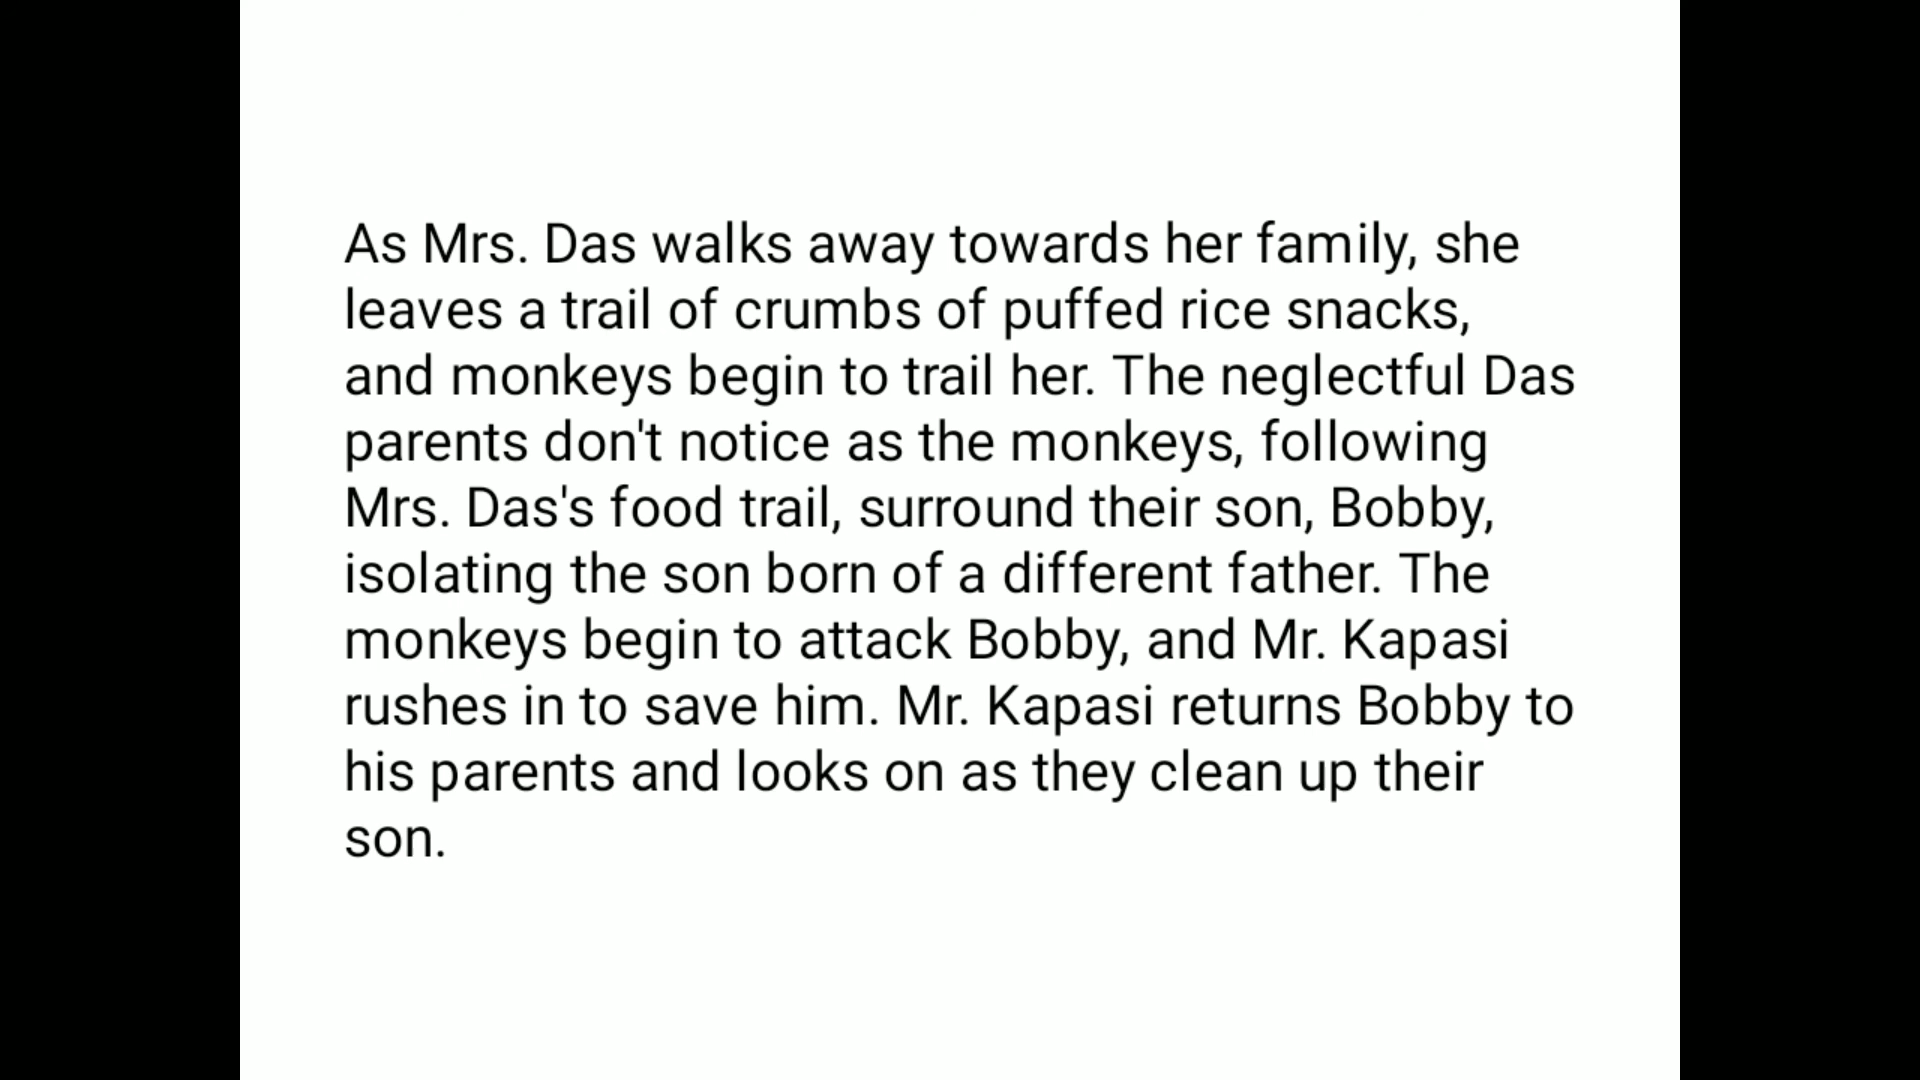 As Mrs. Das walks away towards her family, she
leaves a trail of crumbs of puffed rice snacks,
and monkeys begin to trail her. The neglectful Das
parents don't notice as the monkeys, following
Mrs. Das's food trail, surround their son, Bobby,
isolating the son born of a different father. The
monkeys begin to attack Bobby, and Mr. Kapasi
rushes in to save him. Mr. Kapasi returns Bobby to
his parents and looks on as they clean up their
son.